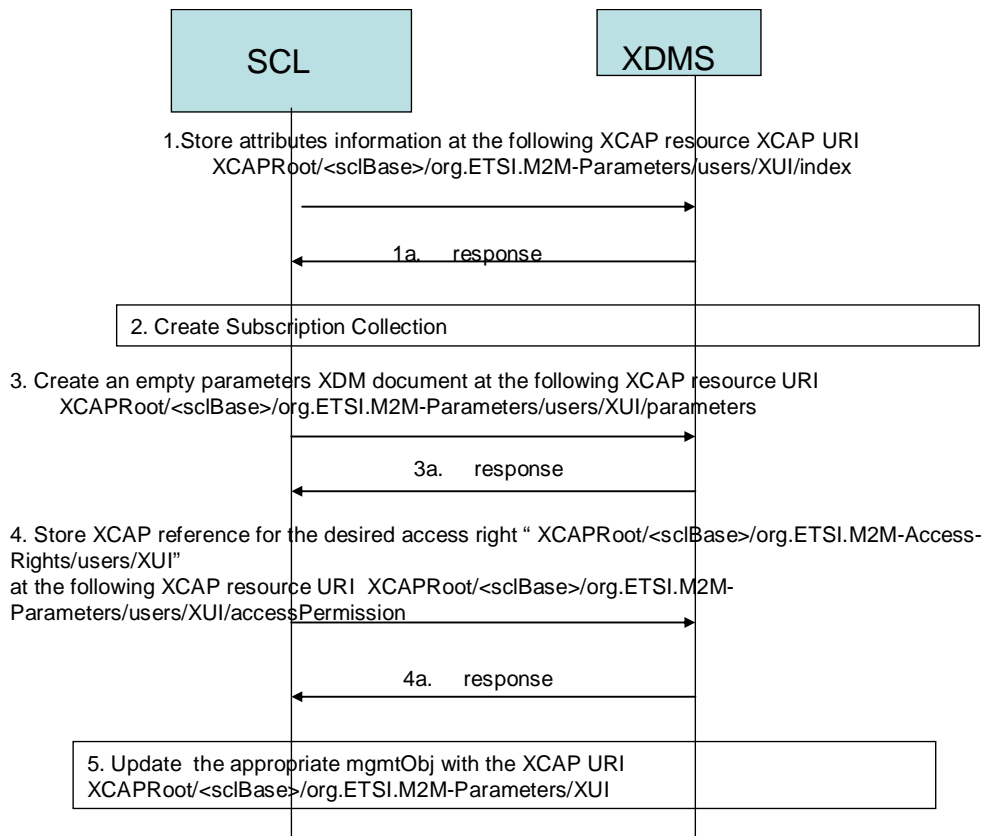 SCL
XDMS
1.Store attributes information at the following XCAP resource XCAP URI
XCAPRoot/<sclBase>/org.ETSI.M2M-Parameters/users/XUI/index
1a. response
2. Create Subscription Collection
3. Create an empty parameters XDM document at the following XCAP resource URI
XCAPRoot/<sclBase>/org.ETSI.M2M-Parameters/users/XUI/parameters
3a. response
4. Store XCAP reference for the desired access right “ XCAPRoot/<sclBase>/org.ETSI.M2M-Access-
Rights/users/XUI”
at the following XCAP resource URI XCAPRoot/<sclBase>/org.ETSI.M2M-
Parameters/users/XUI/accessPermission
4a. response
5. Update the appropriate mgmtObj with the XCAP URI
XCAPRoot/<sclBase>/org.ETSI.M2M-Parameters/XUI